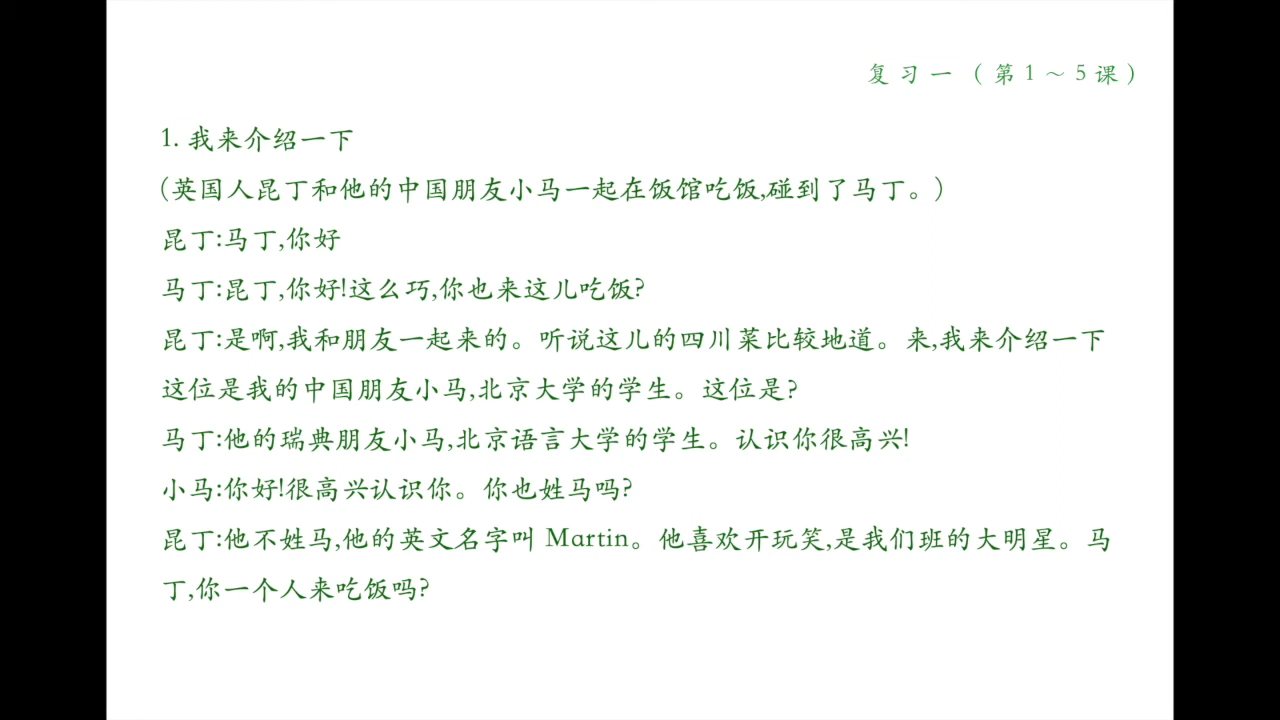 复习一（第1～5课）
1. 我来介绍一下
(英国人昆丁和他的中国朋友小马一起在饭馆吃饭,碰到了马丁。)
昆丁:马丁,你好
马丁:昆丁,你好!这么巧,你也来这儿吃饭?
昆丁:是啊,我和朋友一起来的。听说这儿的四川菜比较地道。来,我来介绍一下
这位是我的中国朋友小马,北京大学的学生。这位是?
马丁:他的瑞典朋友小马,北京语言大学的学生。认识你很高兴!
小马:你好!很高兴认识你。你也姓马吗?
昆丁:他不姓马,他的英文名字叫 Martin。他喜欢开玩笑,是我们班的大明星。马
丁,你一个人来吃饭吗?